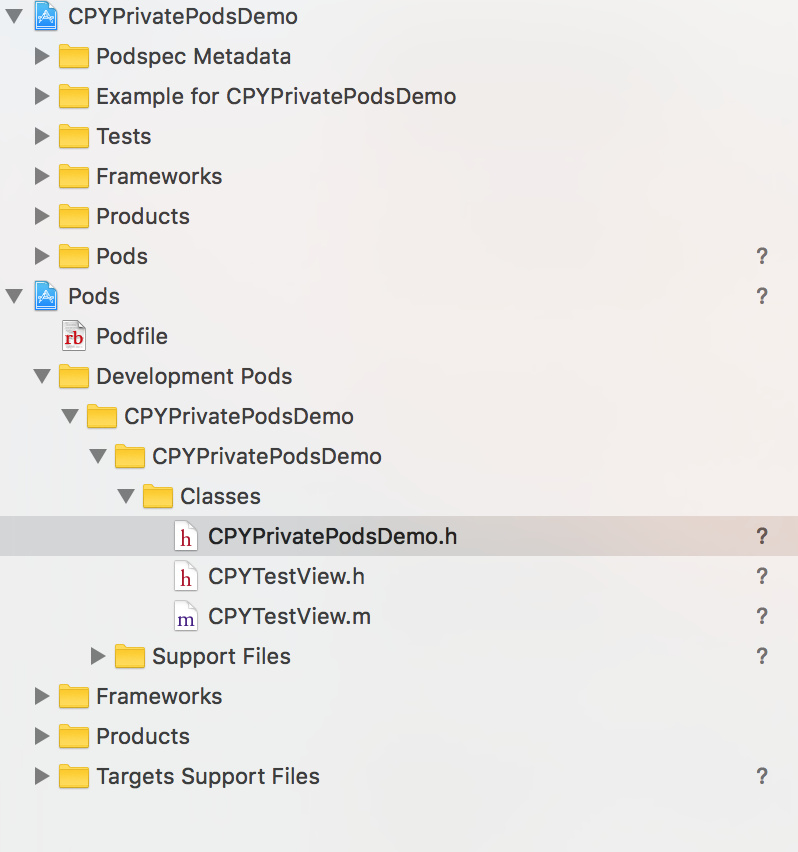 CPYPrivatePodsDemo
Podspec Metadata
Example for CPYPrivatePodsDemo
Tests
Frameworks
Products
Pods ?
Pods ?
rb Podfile
Development Pods
CPYPrivatePodsDemo
CPYPrivatePodsDemo
Classes
h CPYPrivatePodsDemo.h ?
h CPYTestView.h ?
m CPYTestView.m ?
Support Files ?
Frameworks
Products
Targets Support Files ?